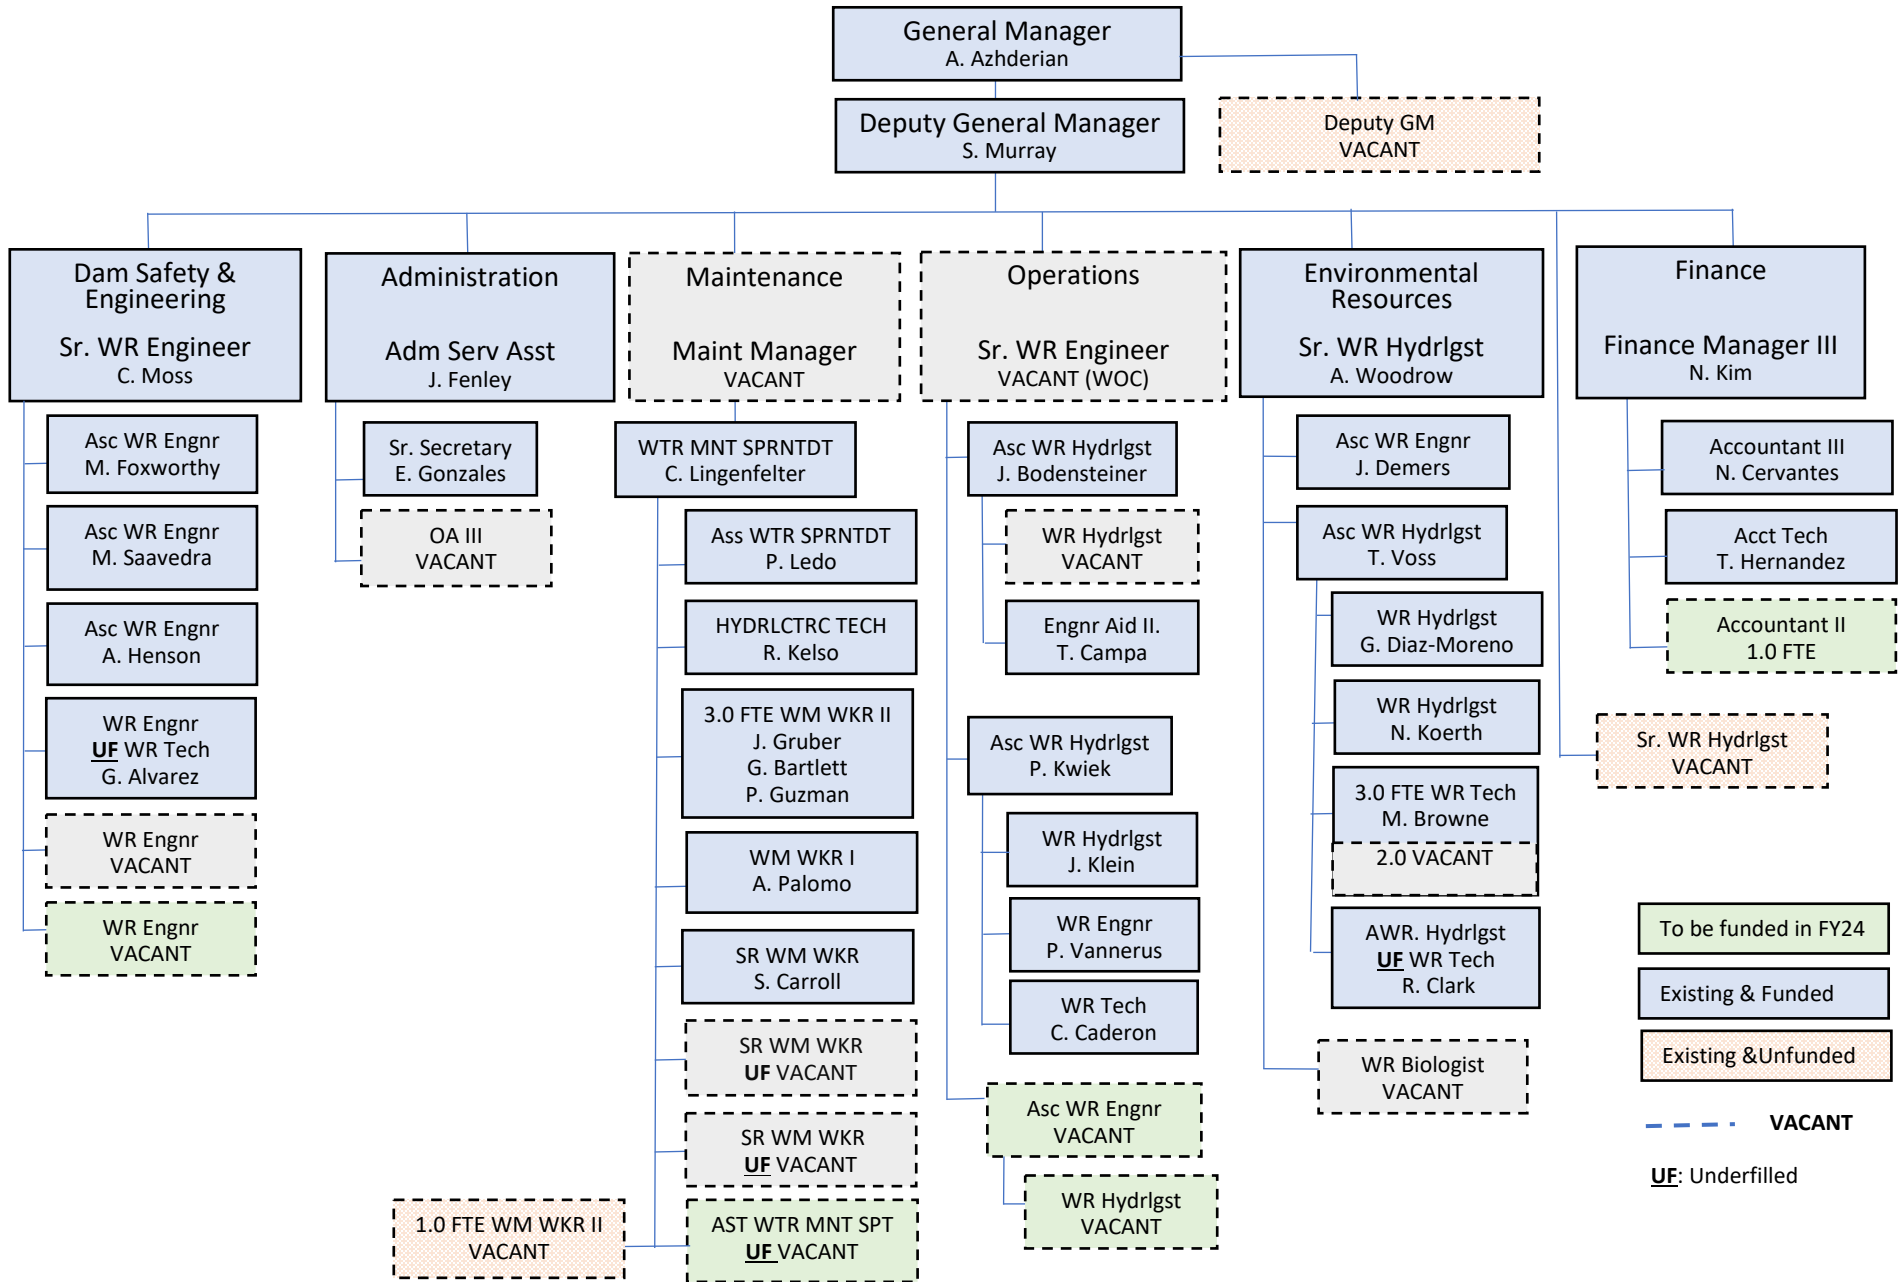 General Manager
A. Azhderian
Deputy General Manager
S. Murray
Deputy GM
VACANT
Dam Safety &
Engineering
Sr. WR Engineer
C. Moss
Asc WR Engnr
M. Foxworthy
Asc WR Engnr
M. Saavedra
Asc WR Engnr
A. Henson
WR Engnr
UF WR Tech
G. Alvarez
WR Engnr
VACANT
WR Engnr
VACANT
Administration
Adm Serv Asst
J. Fenley
Sr. Secretary
E. Gonzales
OA III
VACANT
Maintenance
Maint Manager
VACANT
WTR MNT SPRNTDT
C. Lingenfelter
Ass WTR SPRNTDT
P. Ledo
HYDRLCTRC TECH
R. Kelso
3.0 FTE WM WKR II
J. Gruber
G. Bartlett
P. Guzman
WM WKR I
A. Palomo
SR WM WKR
S. Carroll
SR WM WKR
UF VACANT
SR WM WKR
UF VACANT
1.0 FTE WM WKR II
VACANT
AST WTR MNT SPT
UF VACANT
Operations
Sr. WR Engineer
VACANT (WOC)
Asc WR Hydrlgst
J. Bodensteiner
WR Hydrlgst
VACANT
Engnr Aid II.
T. Campa
Asc WR Hydrlgst
P. Kwiek
WR Hydrlgst
J. Klein
WR Engnr
P. Vannerus
WR Tech
C. Caderon
Asc WR Engnr
VACANT
WR Hydrlgst
VACANT
Environmental
Resources
Sr. WR Hydrlgst
A. Woodrow
Asc WR Engnr
J. Demers
Asc WR Hydrlgst
T. Voss
WR Hydrlgst
G. Diaz-Moreno
WR Hydrlgst
N. Koerth
3.0 FTE WR Tech
M. Browne
2.0 VACANT
AWR. Hydrlgst
UF WR Tech
R. Clark
WR Biologist
VACANT
Finance
Finance Manager III
N. Kim
Accountant III
N. Cervantes
Acct Tech
T. Hernandez
Accountant II
1.0 FTE
Sr. WR Hydrlgst
VACANT
To be funded in FY24
Existing & Funded
Existing &Unfunded
VACANT
UF: Underfilled